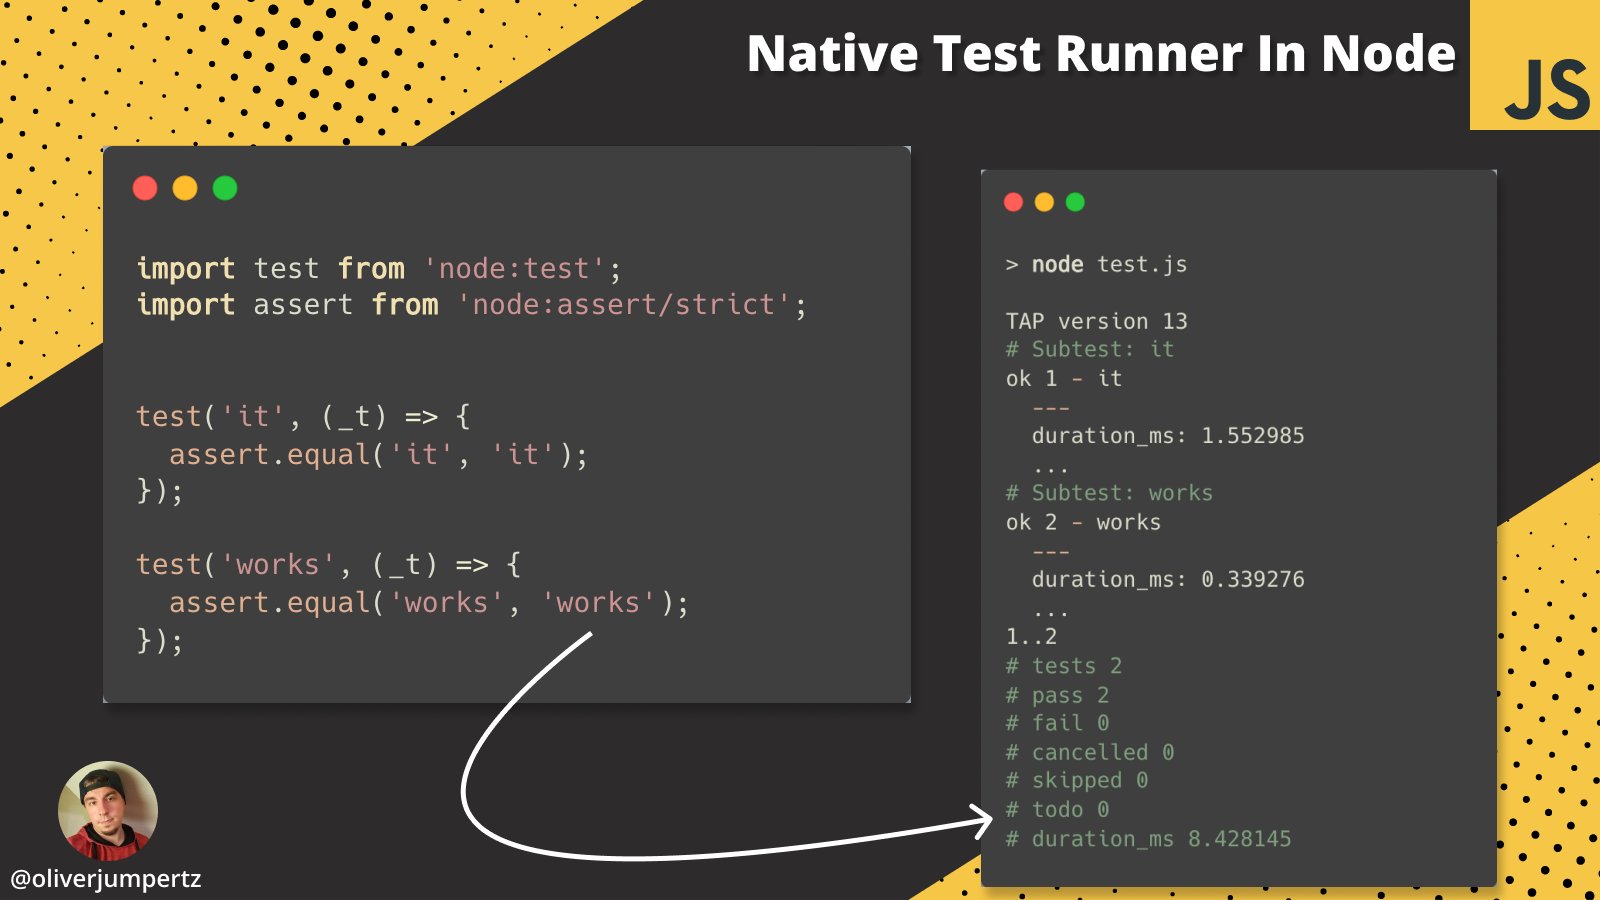 Native Test Runner In Node
JS
import test from 'node:test';
import assert from 'node:assert/strict';
test('it', (_t) => {
  assert.equal('it', 'it');
});
test('works', (_t) => {
  assert.equal('works', 'works');
});
> node test.js
TAP version 13
# Subtest: it
ok 1 - it
  ---
  duration_ms: 1.552985
  ...
# Subtest: works
ok 2 - works
  ---
  duration_ms: 0.339276
  ...
1..2
# tests 2
# pass 2
# fail 0
# cancelled 0
# skipped 0
# todo 0
# duration_ms 8.428145
@oliverjumpertz